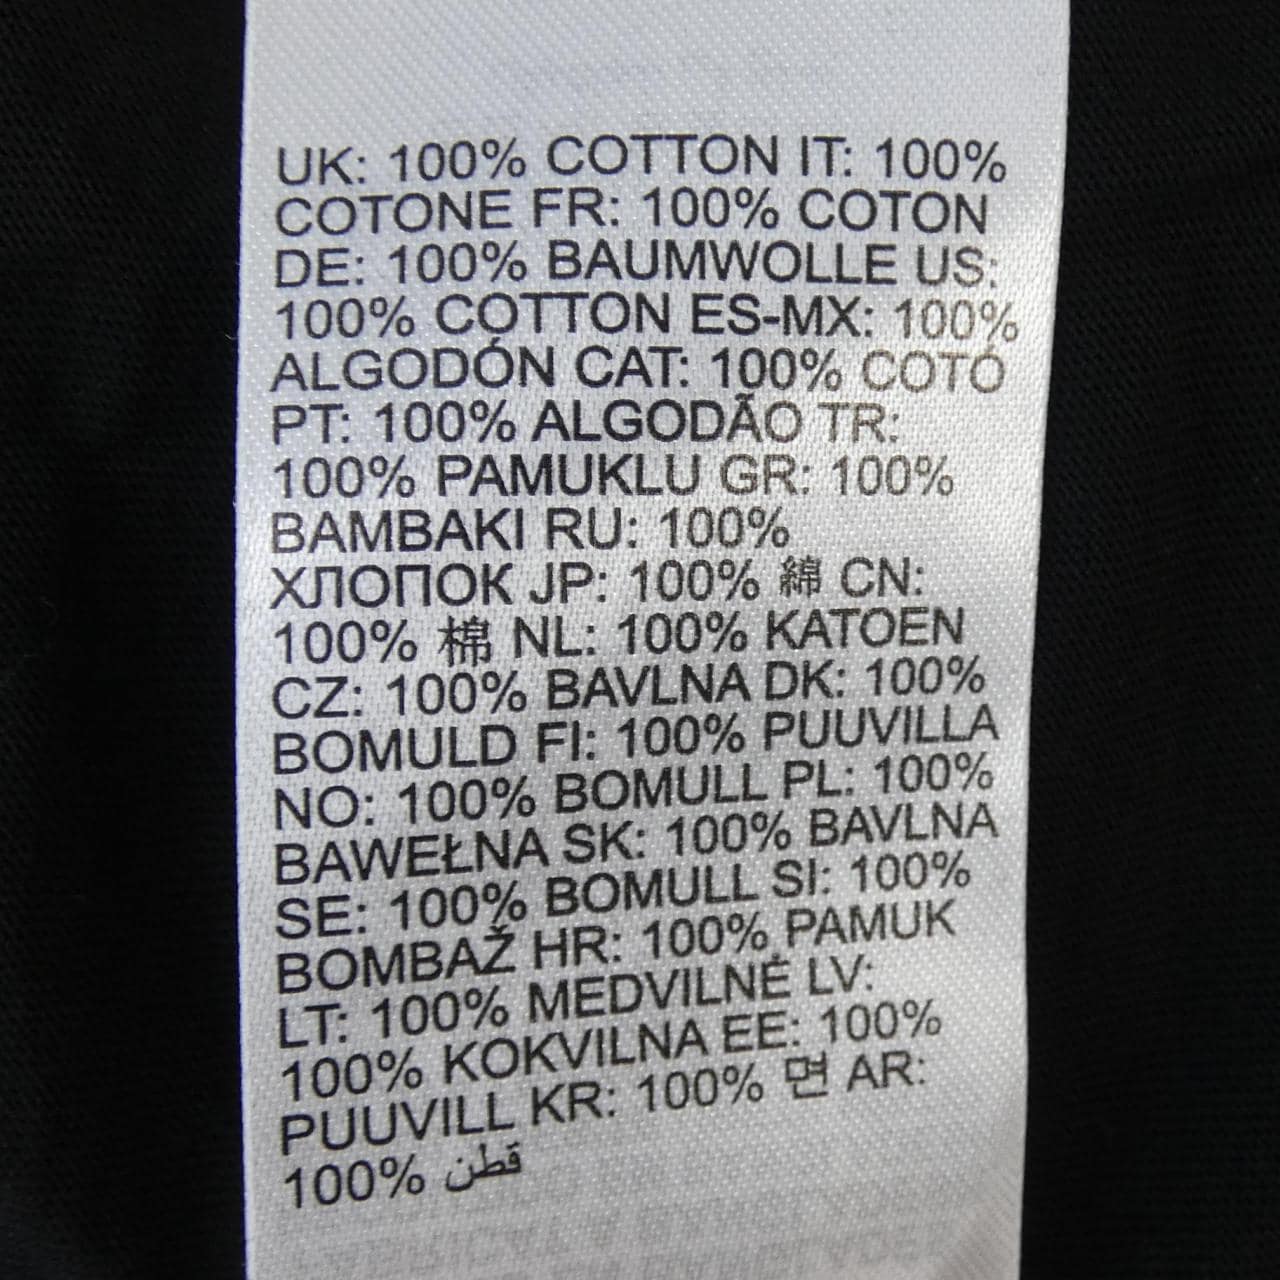 UK: 100% COTTON IT: 100%
COTONE FR: 100% COTON
DE: 100% BAUMWOLLE US:
100% COTTON ES-MX: 100%
ALGODÓN CAT: 100% COTÓ
PT: 100% ALGODÃO TR:
100% PAMUKLU GR: 100%
BAMBAKI RU: 100%
ХЛОПОК JP: 100% 綿 CN:
100% 棉 NL: 100% KATOEN
CZ: 100% BAVLNA DK: 100%
BOMULD FI: 100% PUUVILLA
NO: 100% BOMULL PL: 100%
BAWEŁNA SK: 100% BAVLNA
SE: 100% BOMULL SI: 100%
BOMBAŽ HR: 100% PAMUK
LT: 100% MEDVILNĖ LV:
100% KOKVILNA EE: 100%
PUUVILL KR: 100% 면 AR:
100% قطن